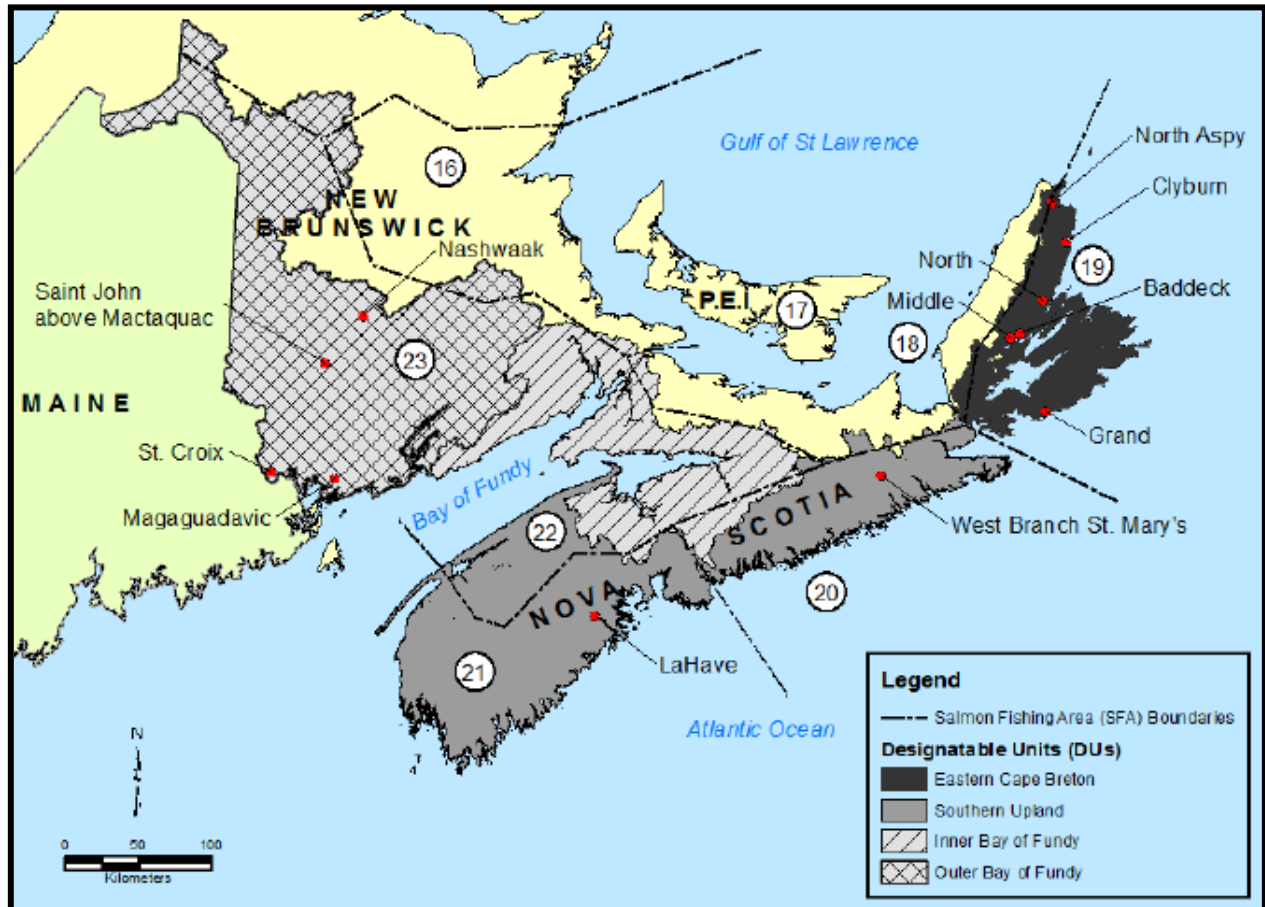 Gulf of St Lawrence
North Aspy
Clyburn
16
NEW
BRUNSWICK
Nashwaak
North
19
Baddeck
Middle
Saint John
above Mactaquac
P.E.I
17
18
23
MAINE
St. Croix
Grand
Magaguadavic
Bay of Fundy
West Branch St. Mary's
22
NOVA
SCOTIA
20
21
LaHave
Atlantic Ocean
N
0 50 100
Kilometers
Legend
Salmon Fishing Area (SFA) Boundaries
Designatable Units (DUs)
Eastern Cape Breton
Southern Upland
Inner Bay of Fundy
Outer Bay of Fundy